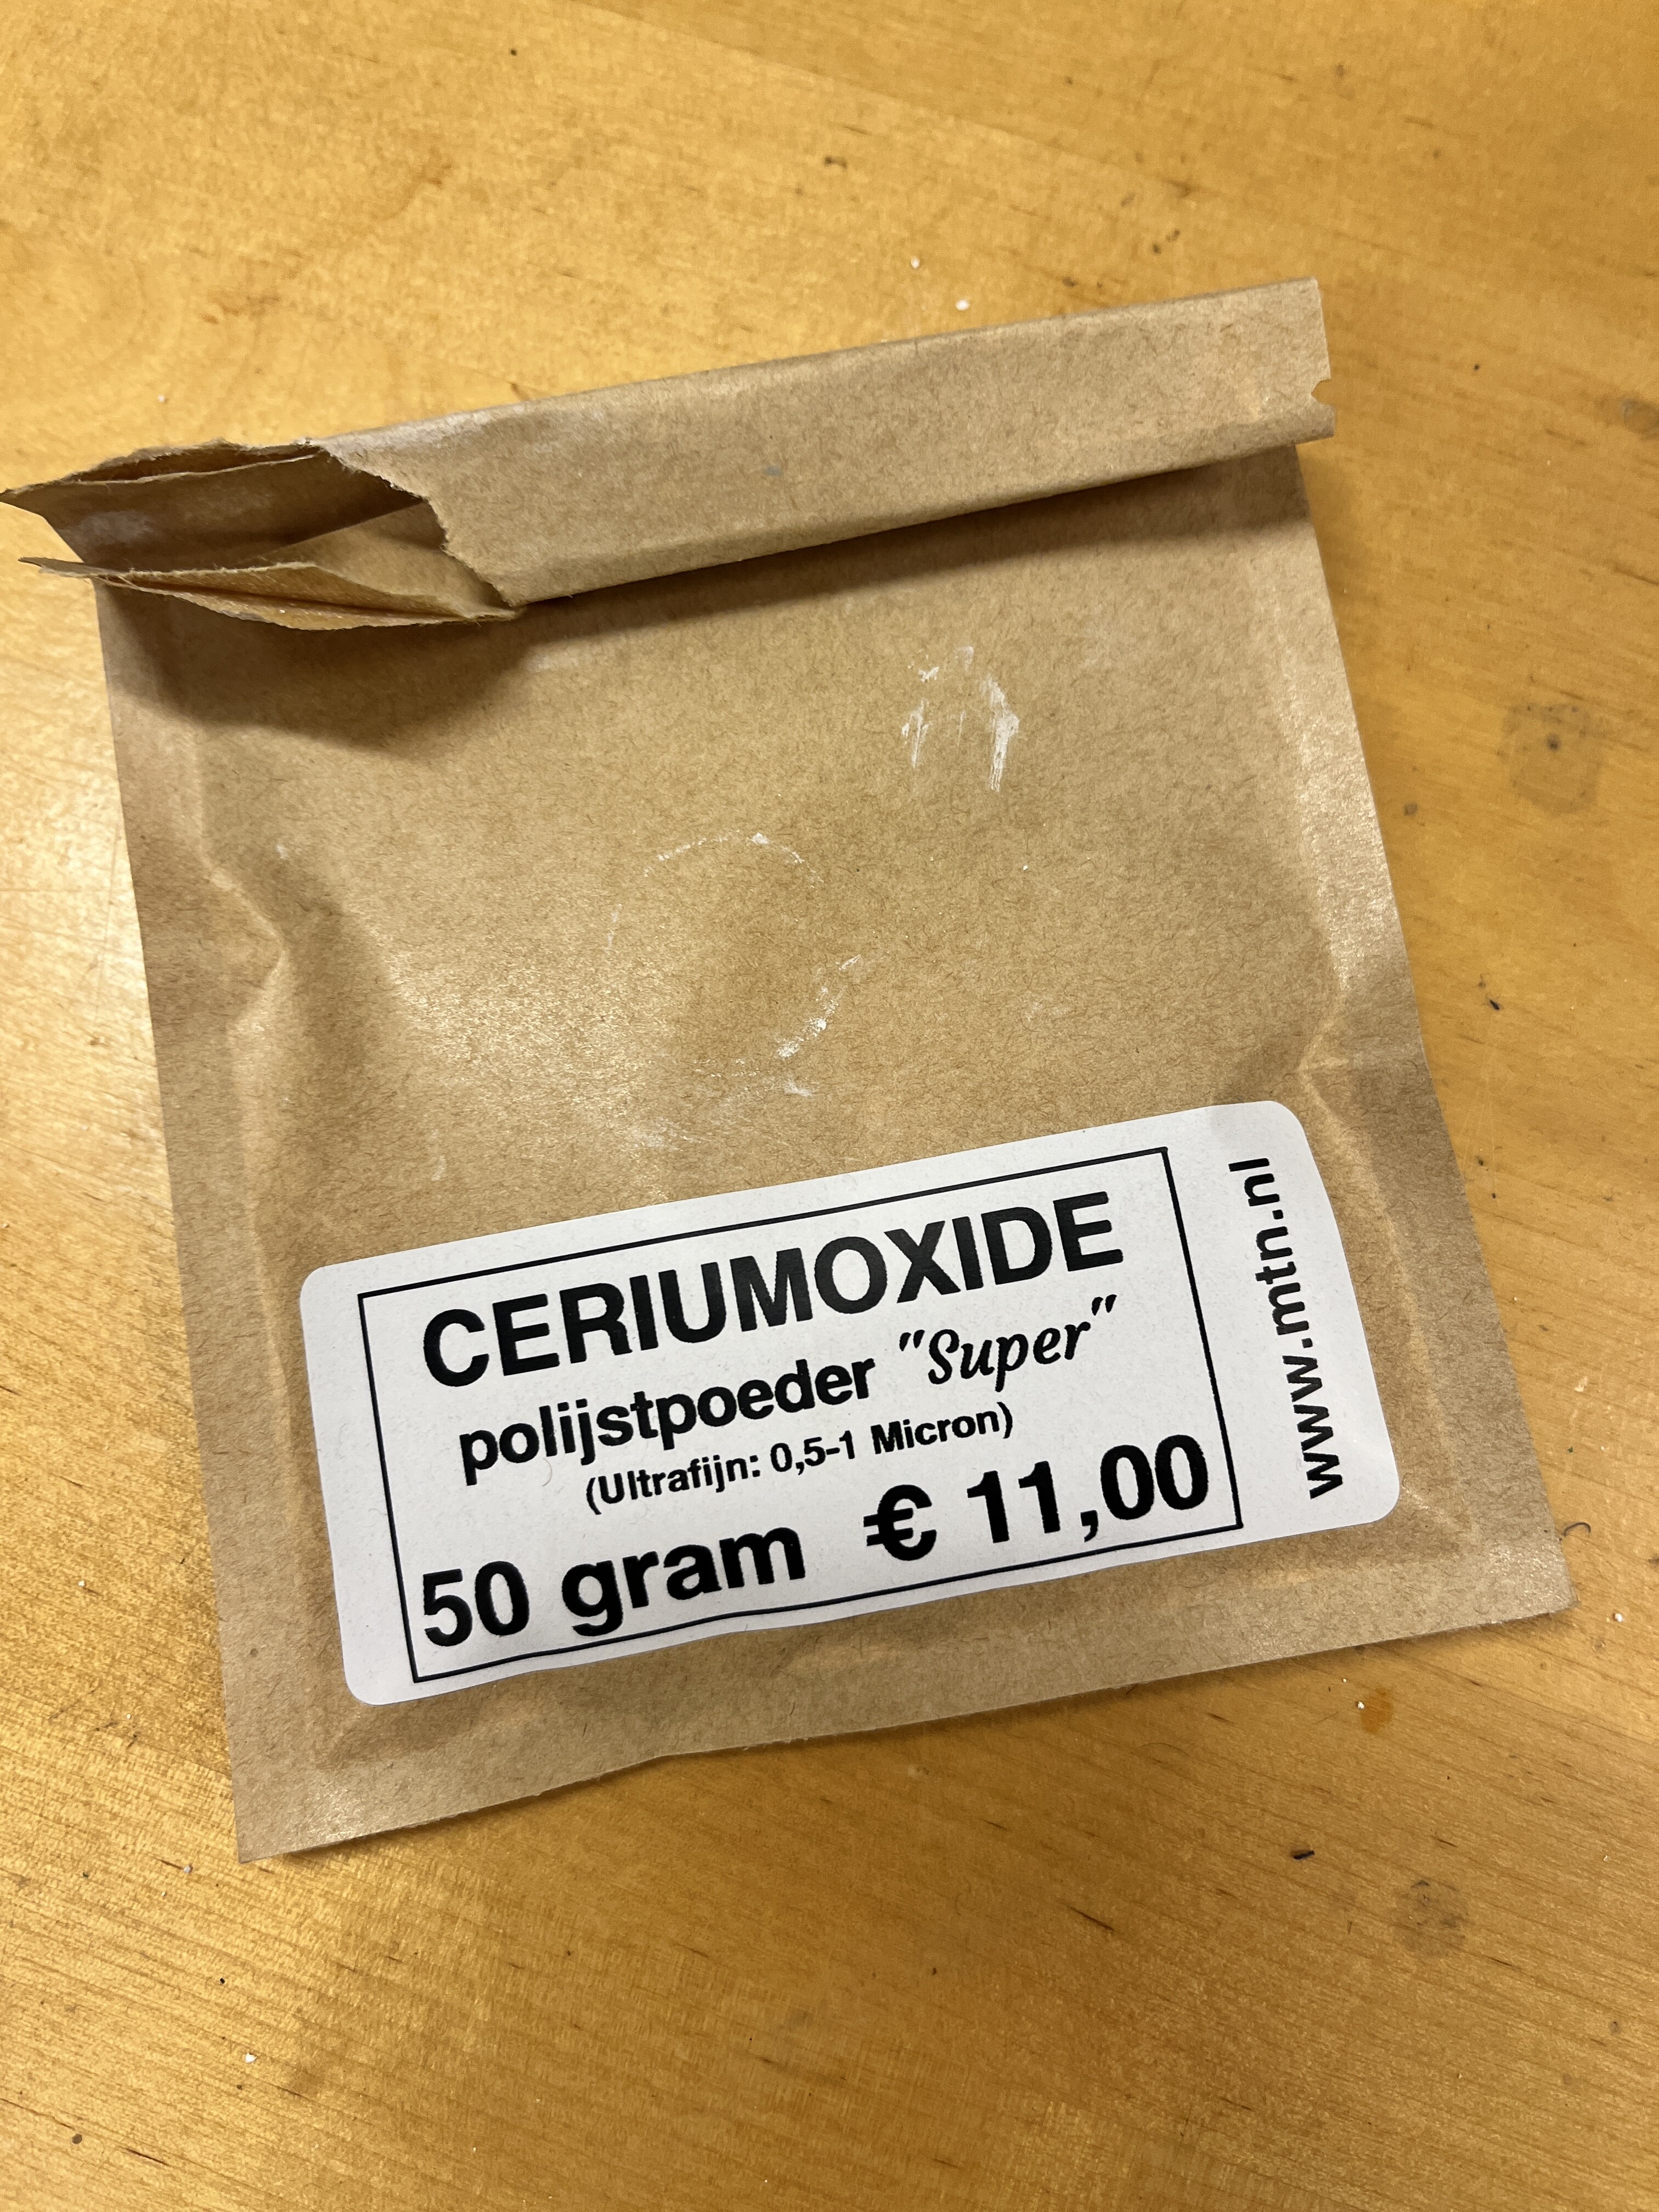 CERIUMOXIDE
polijstpoeder "Super"
(Ultrafijn: 0,5-1 Micron)
50 gram € 11,00
www.mtn.nl